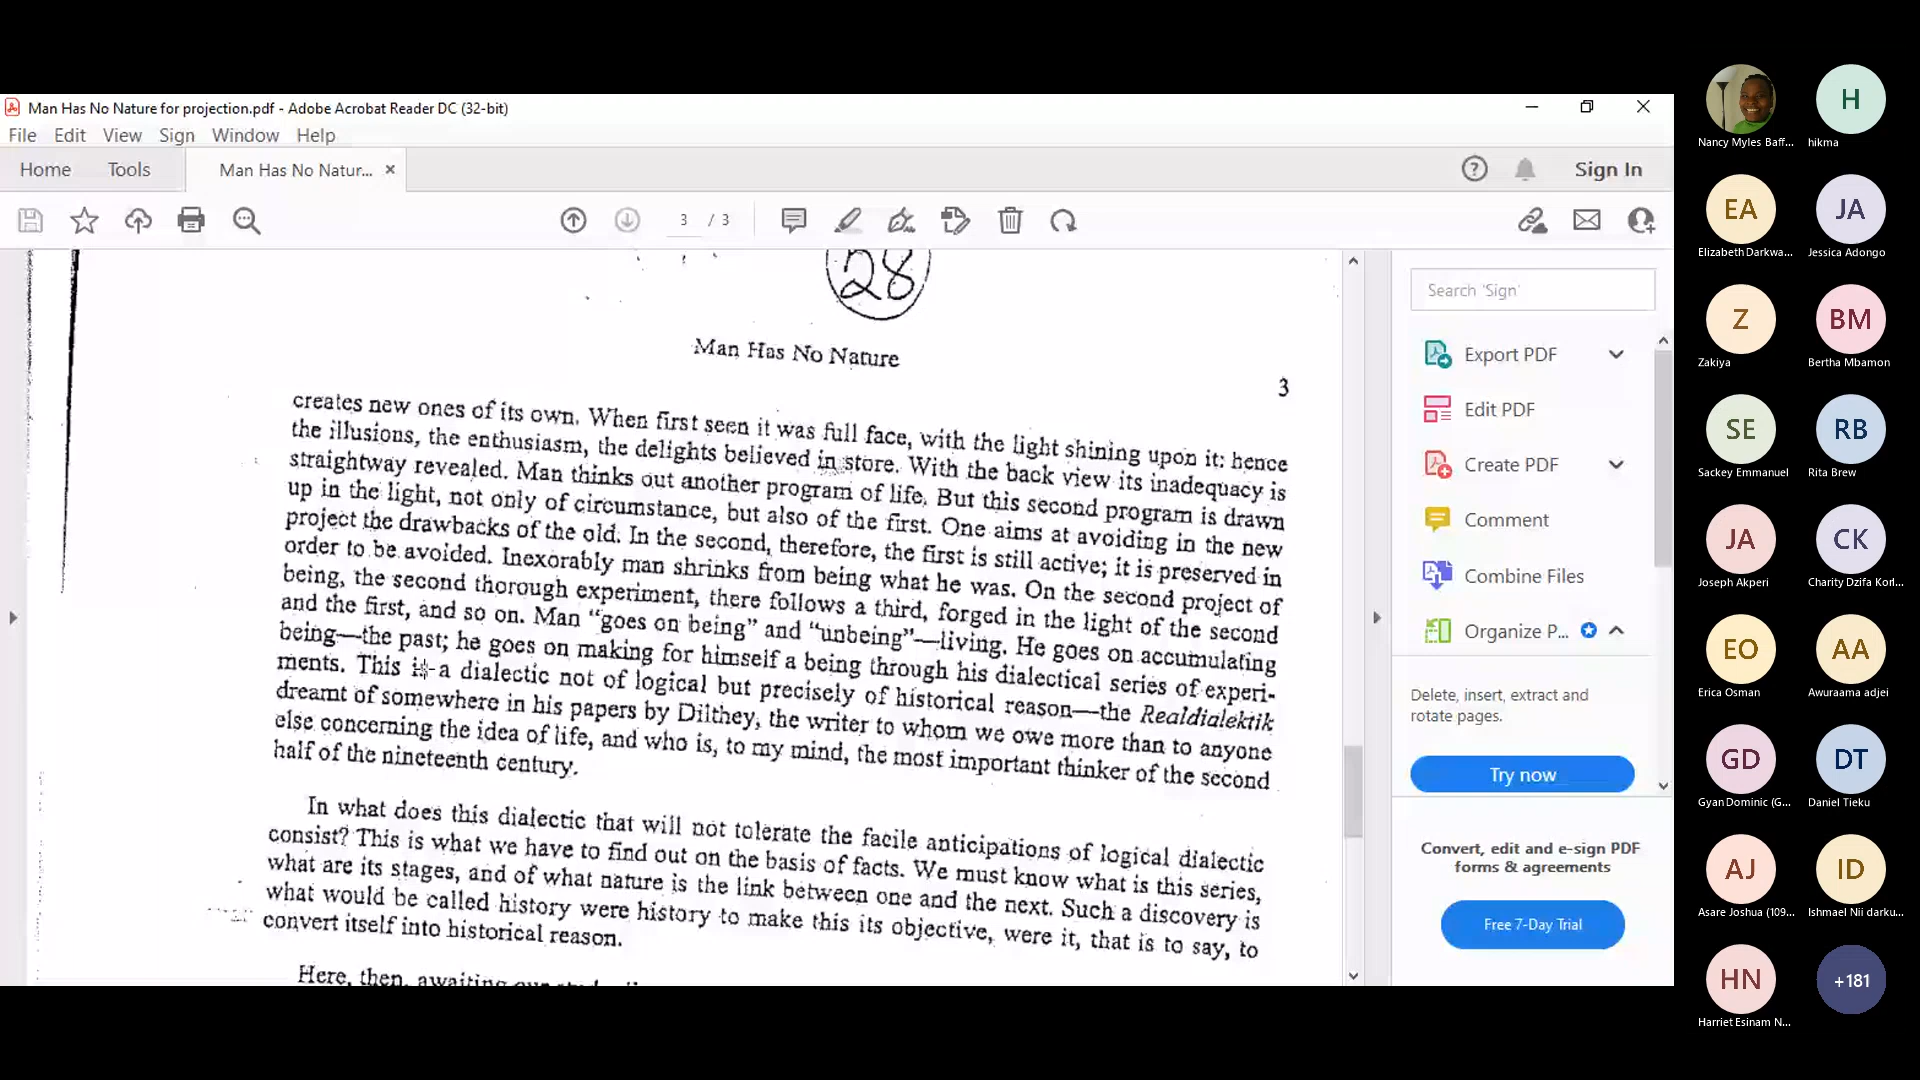 Man Has No Nature for projection.pdf - Adobe Acrobat Reader DC (32-bit)
File Edit View Sign Window Help
Home Tools Man Has No Natur... Sign In
3 / 3
28
Man Has No Nature
3
creates new ones of its own. When first seen it was full face, with the light shining upon it: hence
the illusions, the enthusiasm, the delights believed in store. With the back view its inadequacy is
straightway revealed. Man thinks out another program of life. But this second program is drawn
up in the light, not only of circumstance, but also of the first. One aims at avoiding in the new
project the drawbacks of the old. In the second, therefore, the first is still active; it is preserved in
order to be avoided. Inexorably man shrinks from being what he was. On the second project of
being, the second thorough experiment, there follows a third, forged in the light of the second
and the first, and so on. Man “goes on being” and “unbeing”—living. He goes on accumulating
being—the past; he goes on making for himself a being through his dialectical series of experi-
ments. This is a dialectic not of logical but precisely of historical reason—the Realdialektik
dreamt of somewhere in his papers by Dilthey, the writer to whom we owe more than to anyone
else concerning the idea of life, and who is, to my mind, the most important thinker of the second
half of the nineteenth century.
In what does this dialectic that will not tolerate the facile anticipations of logical dialectic
consist? This is what we have to find out on the basis of facts. We must know what is this series,
what are its stages, and of what nature is the link between one and the next. Such a discovery is
what would be called history were history to make this its objective, were it, that is to say, to
convert itself into historical reason.
Here, then, awaiting our
Search 'Sign'
Export PDF
Edit PDF
Create PDF
Comment
Combine Files
Organize P...
Delete, insert, extract and
rotate pages.
Try now
Convert, edit and e-sign PDF
forms & agreements
Free 7-Day Trial
Nancy Myles Baff...
H
hikma
EA
Elizabeth Darkwa...
JA
Jessica Adongo
Z
Zakiya
BM
Bertha Mbamon
SE
Sackey Emmanuel
RB
Rita Brew
JA
Joseph Akperi
CK
Charity Dzifa Korl...
EO
Erica Osman
AA
Awuraama adjei
GD
Gyan Dominic (G...
DT
Daniel Tieku
AJ
Asare Joshua (109...
ID
Ishmael Nii darku...
HN
Harriet Esinam N...
+181